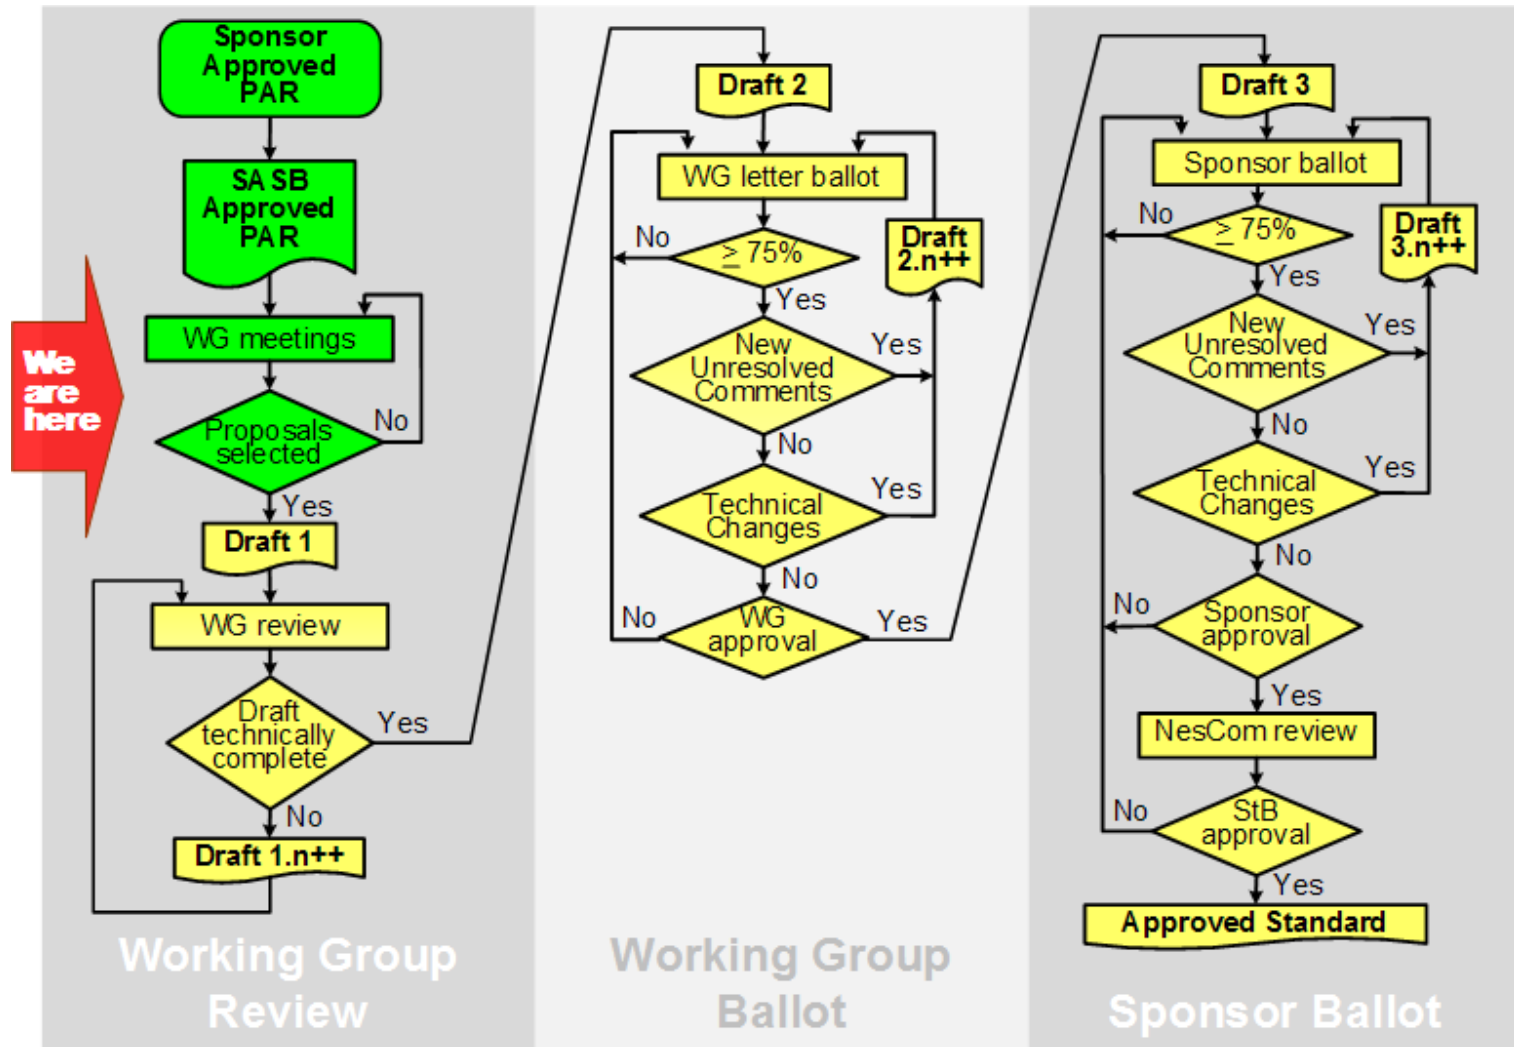 Sponsor
Approved
PAR
SASB
Approved
PAR
WG meetings
We
are
here
Proposals
selected
No
Yes
Draft 1
WG review
Draft
technically
complete
Yes
No
Draft 1.n++
Working Group
Review
Draft 2
WG letter ballot
≥ 75%
No
Yes
Draft
2.n++
New
Unresolved
Comments
Yes
No
Technical
Changes
Yes
No
WG
approval
No
Yes
Working Group
Ballot
Draft 3
Sponsor ballot
≥ 75%
No
Yes
Draft
3.n++
New
Unresolved
Comments
Yes
No
Technical
Changes
Yes
No
Sponsor
approval
No
Yes
NesCom review
StB
approval
No
Yes
Approved Standard
Sponsor Ballot